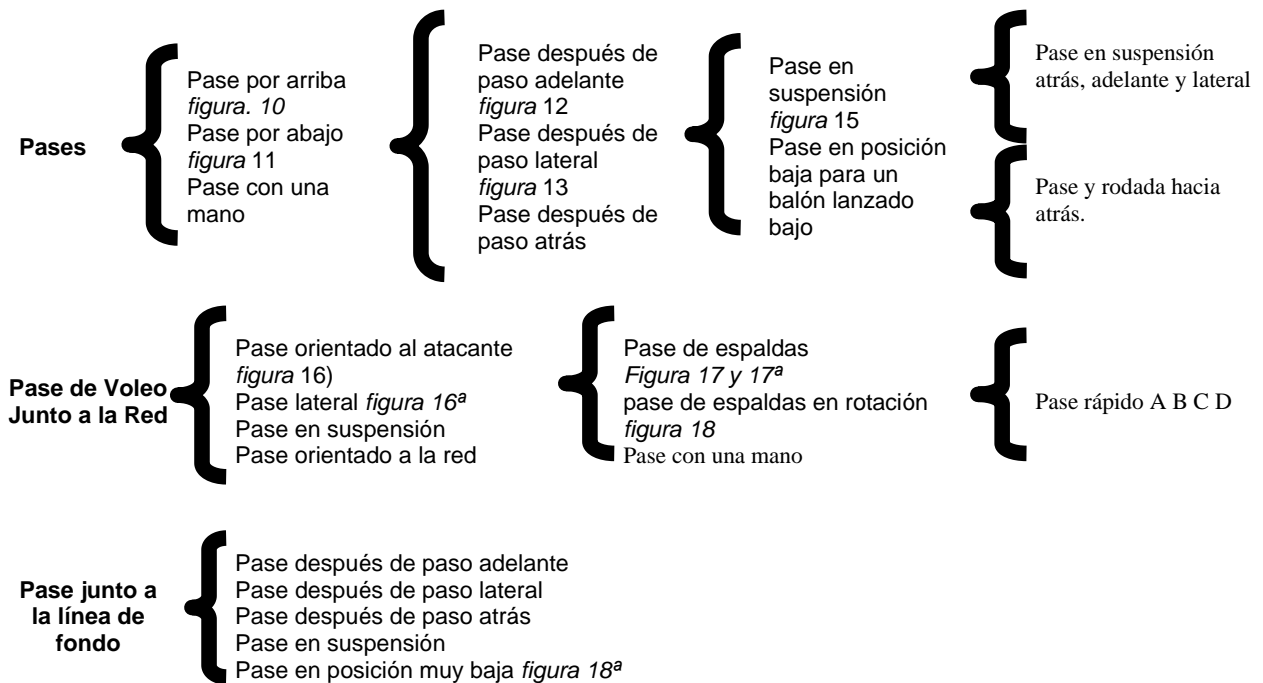 Pases
Pase por arriba
figura. 10
Pase por abajo
figura 11
Pase con una
mano
Pase después de
paso adelante
figura 12
Pase después de
paso lateral
figura 13
Pase después de
paso atrás
Pase en
suspensión
figura 15
Pase en posición
baja para un
balón lanzado
bajo
Pase en suspensión
atrás, adelante y lateral
Pase y rodada hacia
atrás.
Pase de Voleo
Junto a la Red
Pase orientado al atacante
figura 16)
Pase lateral figura 16ª
Pase en suspensión
Pase orientado a la red
Pase de espaldas
Figura 17 y 17ª
pase de espaldas en rotación
figura 18
Pase con una mano
Pase rápido A B C D
Pase junto a
la línea de
fondo
Pase después de paso adelante
Pase después de paso lateral
Pase después de paso atrás
Pase en suspensión
Pase en posición muy baja figura 18ª